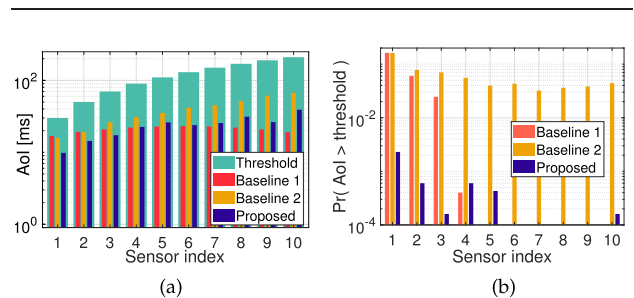 AoI [ms]
10²
10⁰
Threshold
Baseline 1
Baseline 2
Proposed
1 2 3 4 5 6 7 8 9 10
Sensor index
(a)
Pr( AoI > threshold )
10⁻²
10⁻⁴
Baseline 1
Baseline 2
Proposed
1 2 3 4 5 6 7 8 9 10
Sensor index
(b)